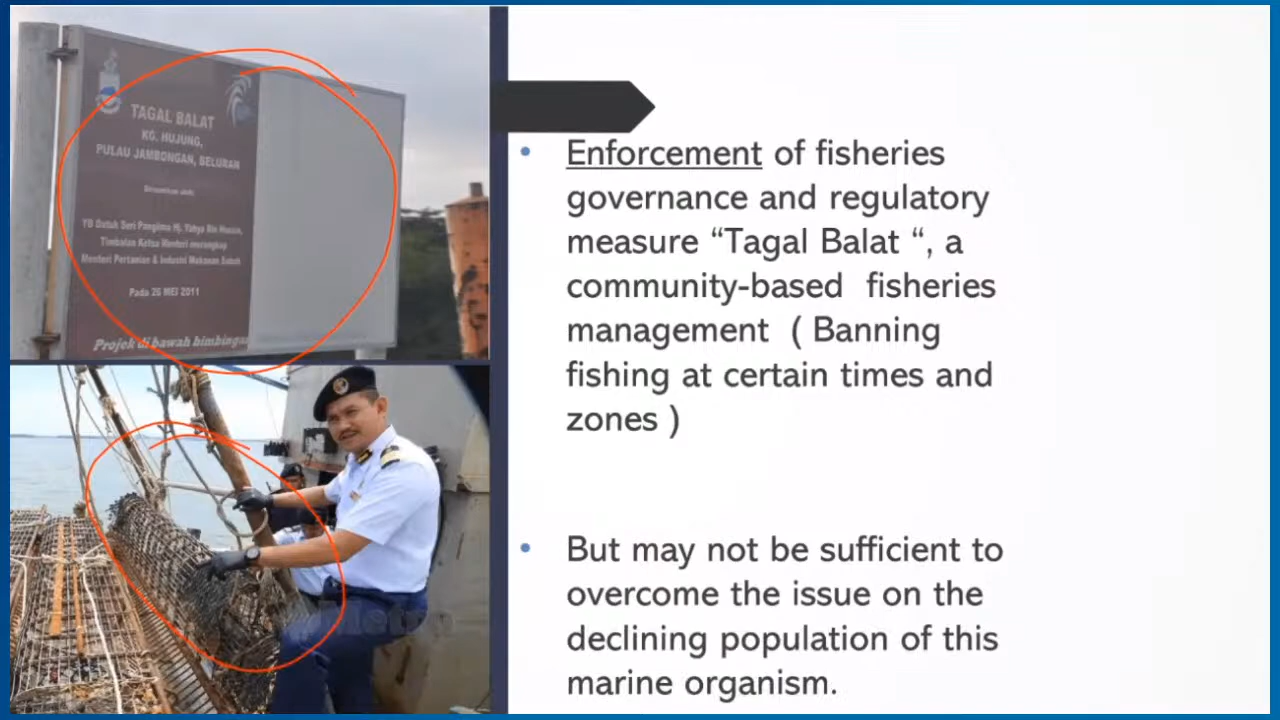 TAGAL BALAT
KG. HUJUNG,
PULAU JAMBONGAN, BELURAN
Dirasmikan oleh:
YB Datuk Seri Panglima Hj. Yahya Bin Hussin,
Timbalan Ketua Menteri merangkap
Menteri Pertanian & Industri Makanan Sabah
Pada 25 MEI 2011
Projek di bawah bimbingan
Metro
• Enforcement of fisheries
governance and regulatory
measure “Tagal Balat “, a
community-based fisheries
management ( Banning
fishing at certain times and
zones )
• But may not be sufficient to
overcome the issue on the
declining population of this
marine organism.